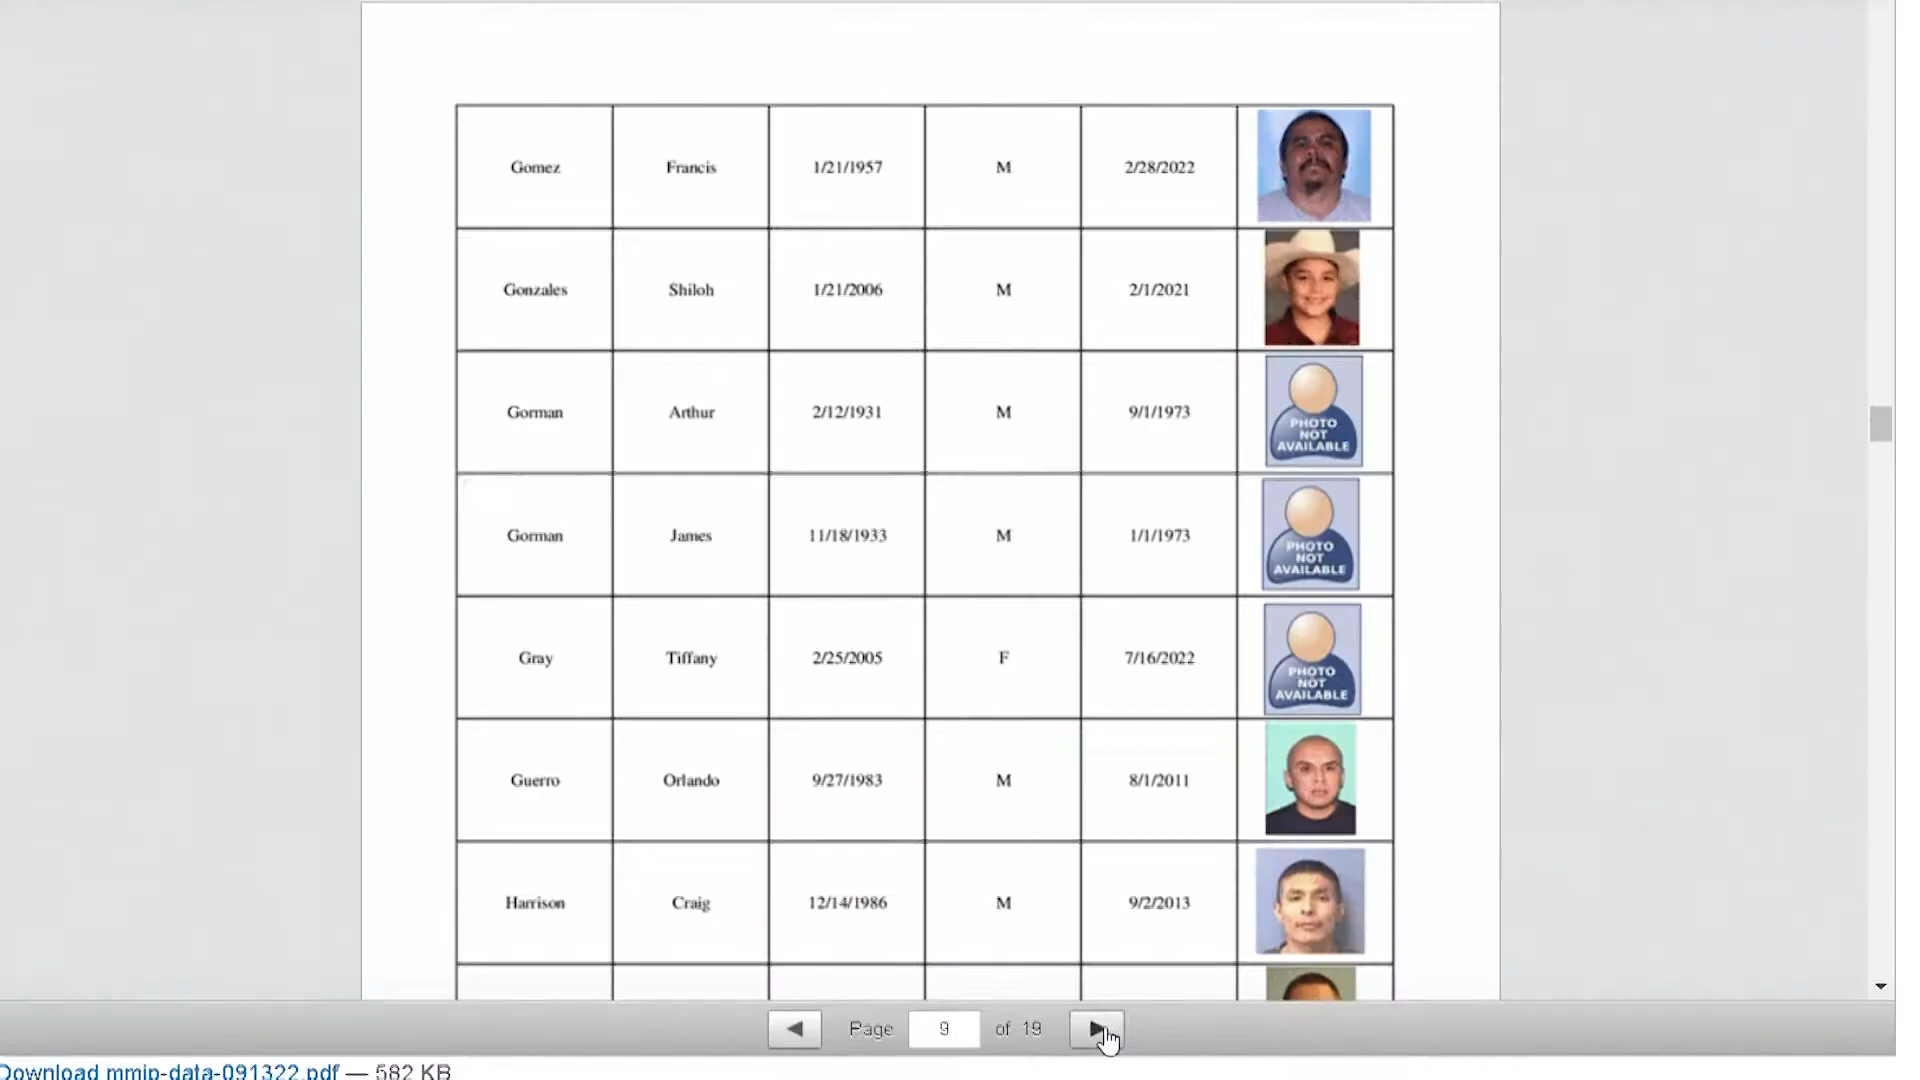 Gomez Francis 1/21/1957 M 2/28/2022
Gonzales Shiloh 1/21/2006 M 2/1/2021
Gorman Arthur 2/12/1931 M 9/1/1973
PHOTO
NOT
AVAILABLE
Gorman James 11/18/1933 M 1/1/1973
PHOTO
NOT
AVAILABLE
Gray Tiffany 2/25/2005 F 7/16/2022
PHOTO
NOT
AVAILABLE
Guerro Orlando 9/27/1983 M 8/1/2011
Harrison Craig 12/14/1986 M 9/2/2013
Page 9 of 19
Download mmip-data-091322.pdf — 582 KB